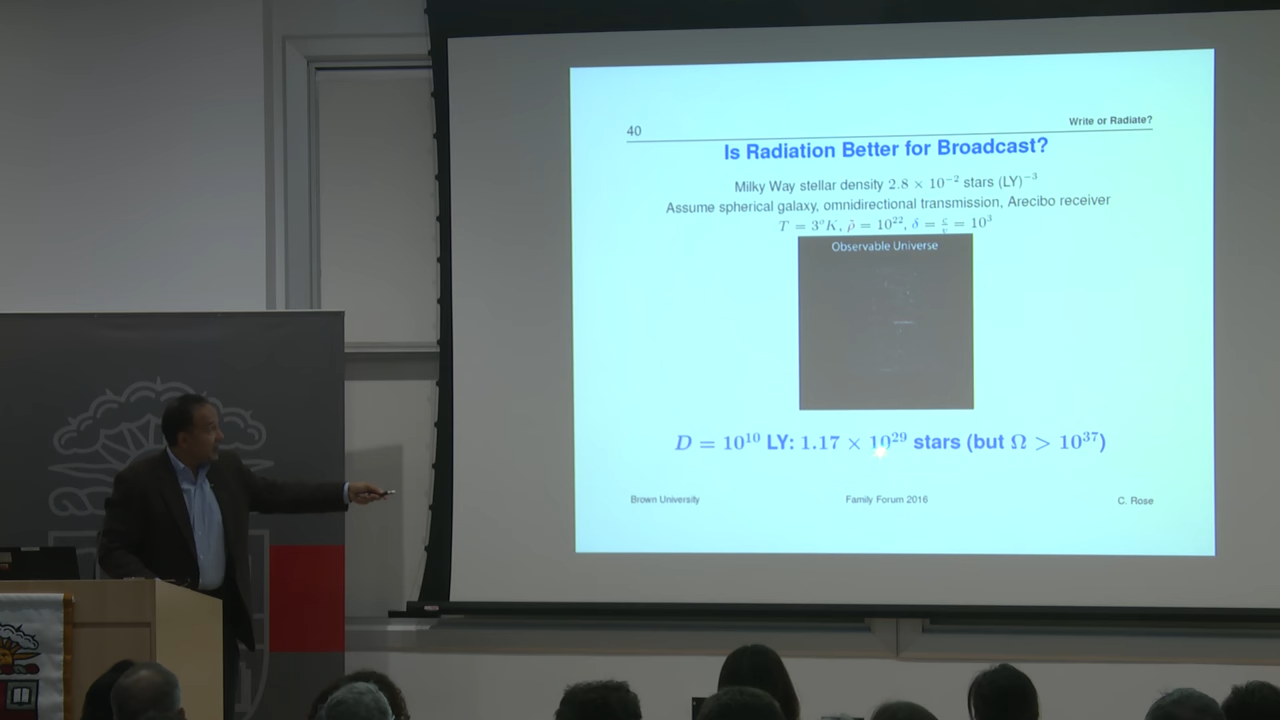 40
Write or Radiate?
Is Radiation Better for Broadcast?
Milky Way stellar density 2.8 × 10⁻² stars (LY)⁻³
Assume spherical galaxy, omnidirectional transmission, Arecibo receiver
T = 3°K, ρ̃ = 10²², δ = c/v = 10³
Observable Universe
D = 10¹⁰ LY: 1.17 × 10²⁹ stars (but Ω > 10³⁷)
Brown University
Family Forum 2016
C. Rose